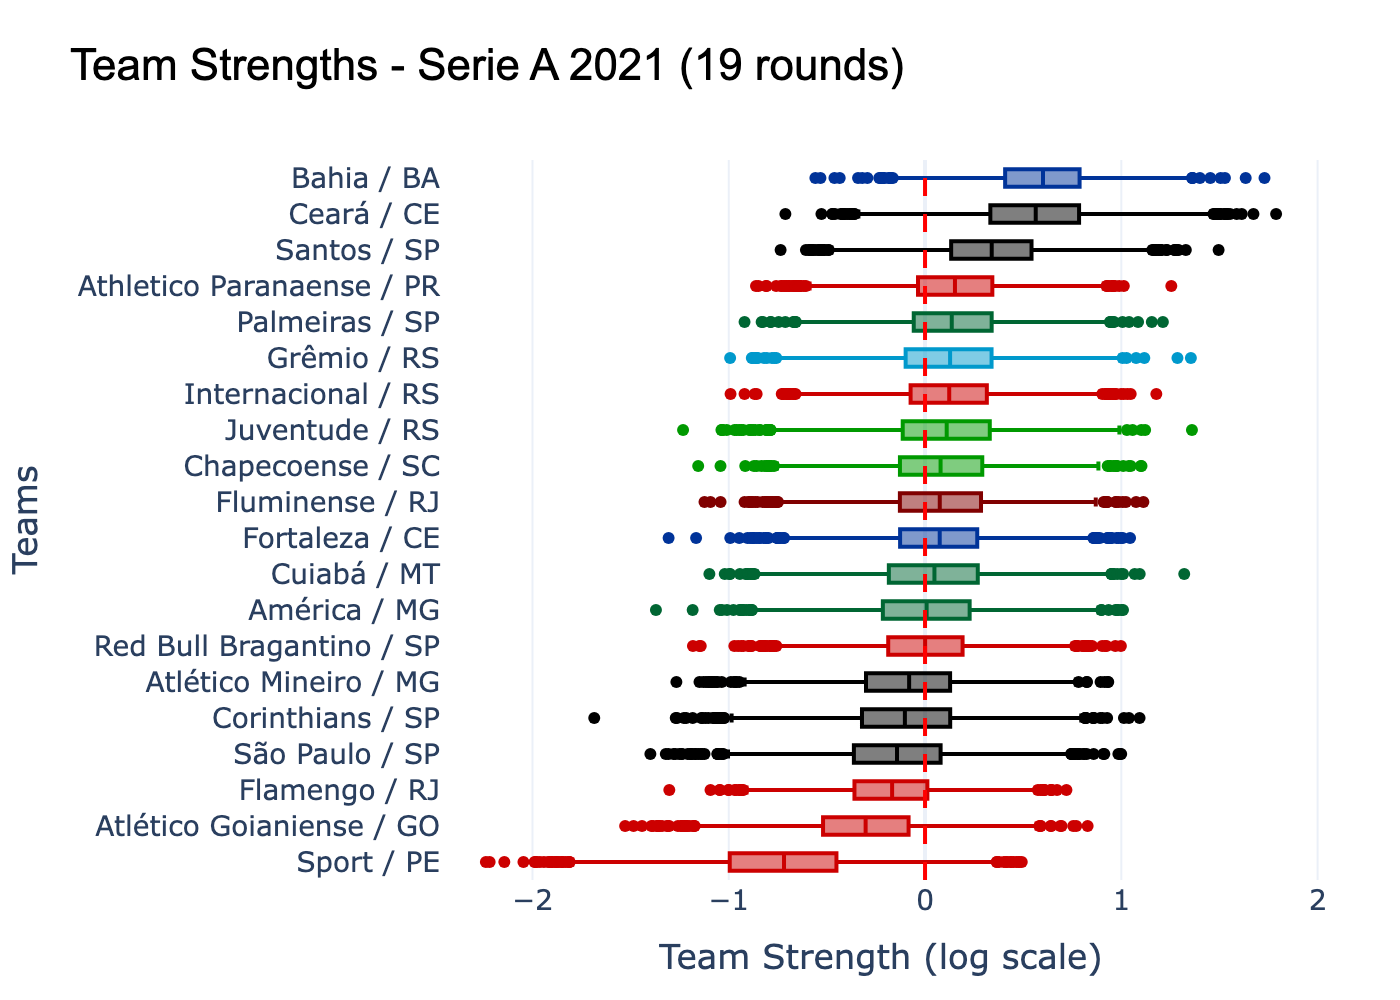 Team Strengths - Serie A 2021 (19 rounds)
Teams
Bahia / BA
Ceará / CE
Santos / SP
Athletico Paranaense / PR
Palmeiras / SP
Grêmio / RS
Internacional / RS
Juventude / RS
Chapecoense / SC
Fluminense / RJ
Fortaleza / CE
Cuiabá / MT
América / MG
Red Bull Bragantino / SP
Atlético Mineiro / MG
Corinthians / SP
São Paulo / SP
Flamengo / RJ
Atlético Goianiense / GO
Sport / PE
−2 −1 0 1 2
Team Strength (log scale)